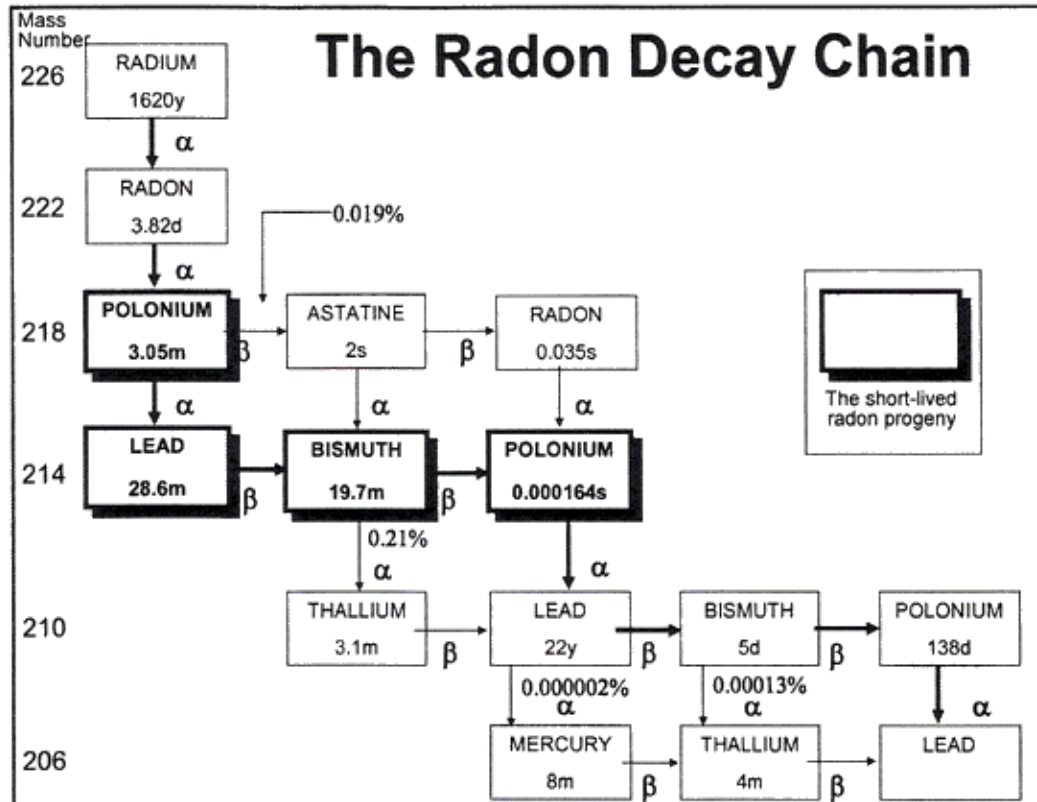 Mass
Number
The Radon Decay Chain
226
RADIUM
1620y
α
222
RADON
3.82d
0.019%
α
218
POLONIUM
3.05m
β
ASTATINE
2s
β
RADON
0.035s
The short-lived
radon progeny
α
α
α
214
LEAD
28.6m
β
BISMUTH
19.7m
β
POLONIUM
0.000164s
0.21%
α
α
210
THALLIUM
3.1m
β
LEAD
22y
β
BISMUTH
5d
β
POLONIUM
138d
0.000002%
α
0.00013%
α
α
206
MERCURY
8m
β
THALLIUM
4m
β
LEAD